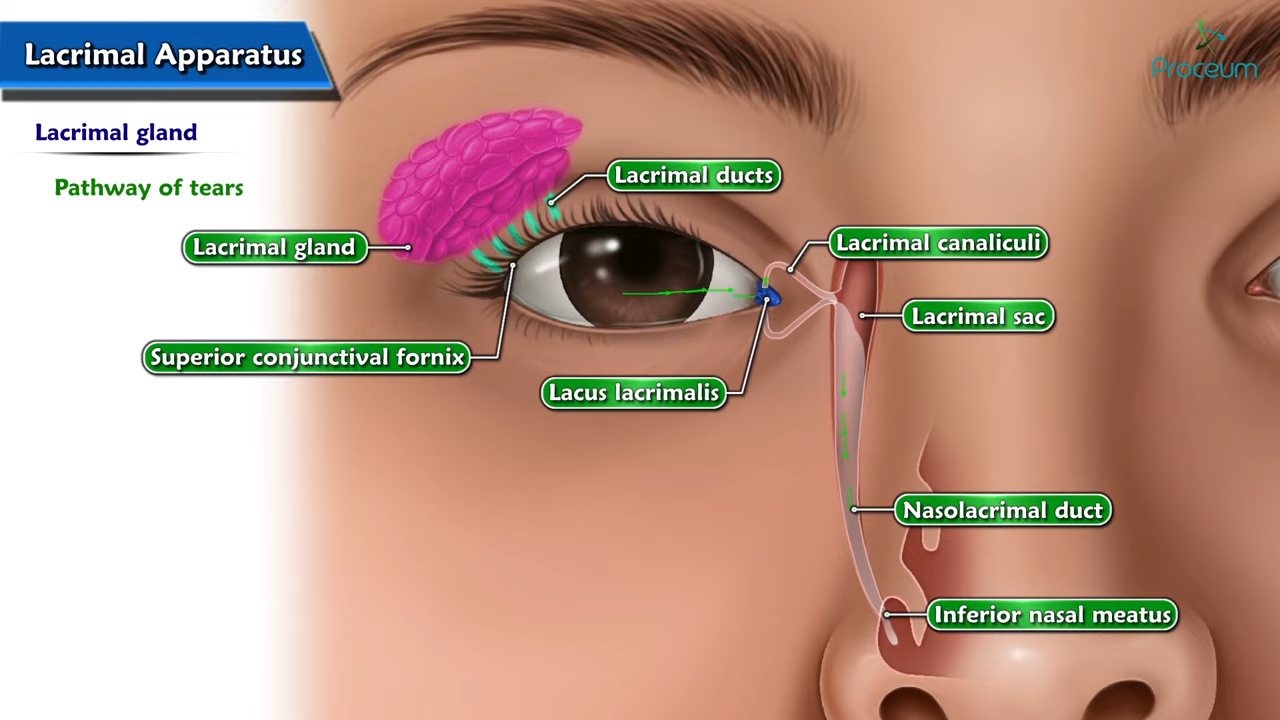 Lacrimal Apparatus
Proceum
Lacrimal gland
Pathway of tears
Lacrimal ducts
Lacrimal gland
Lacrimal canaliculi
Lacrimal sac
Superior conjunctival fornix
Lacus lacrimalis
Nasolacrimal duct
Inferior nasal meatus